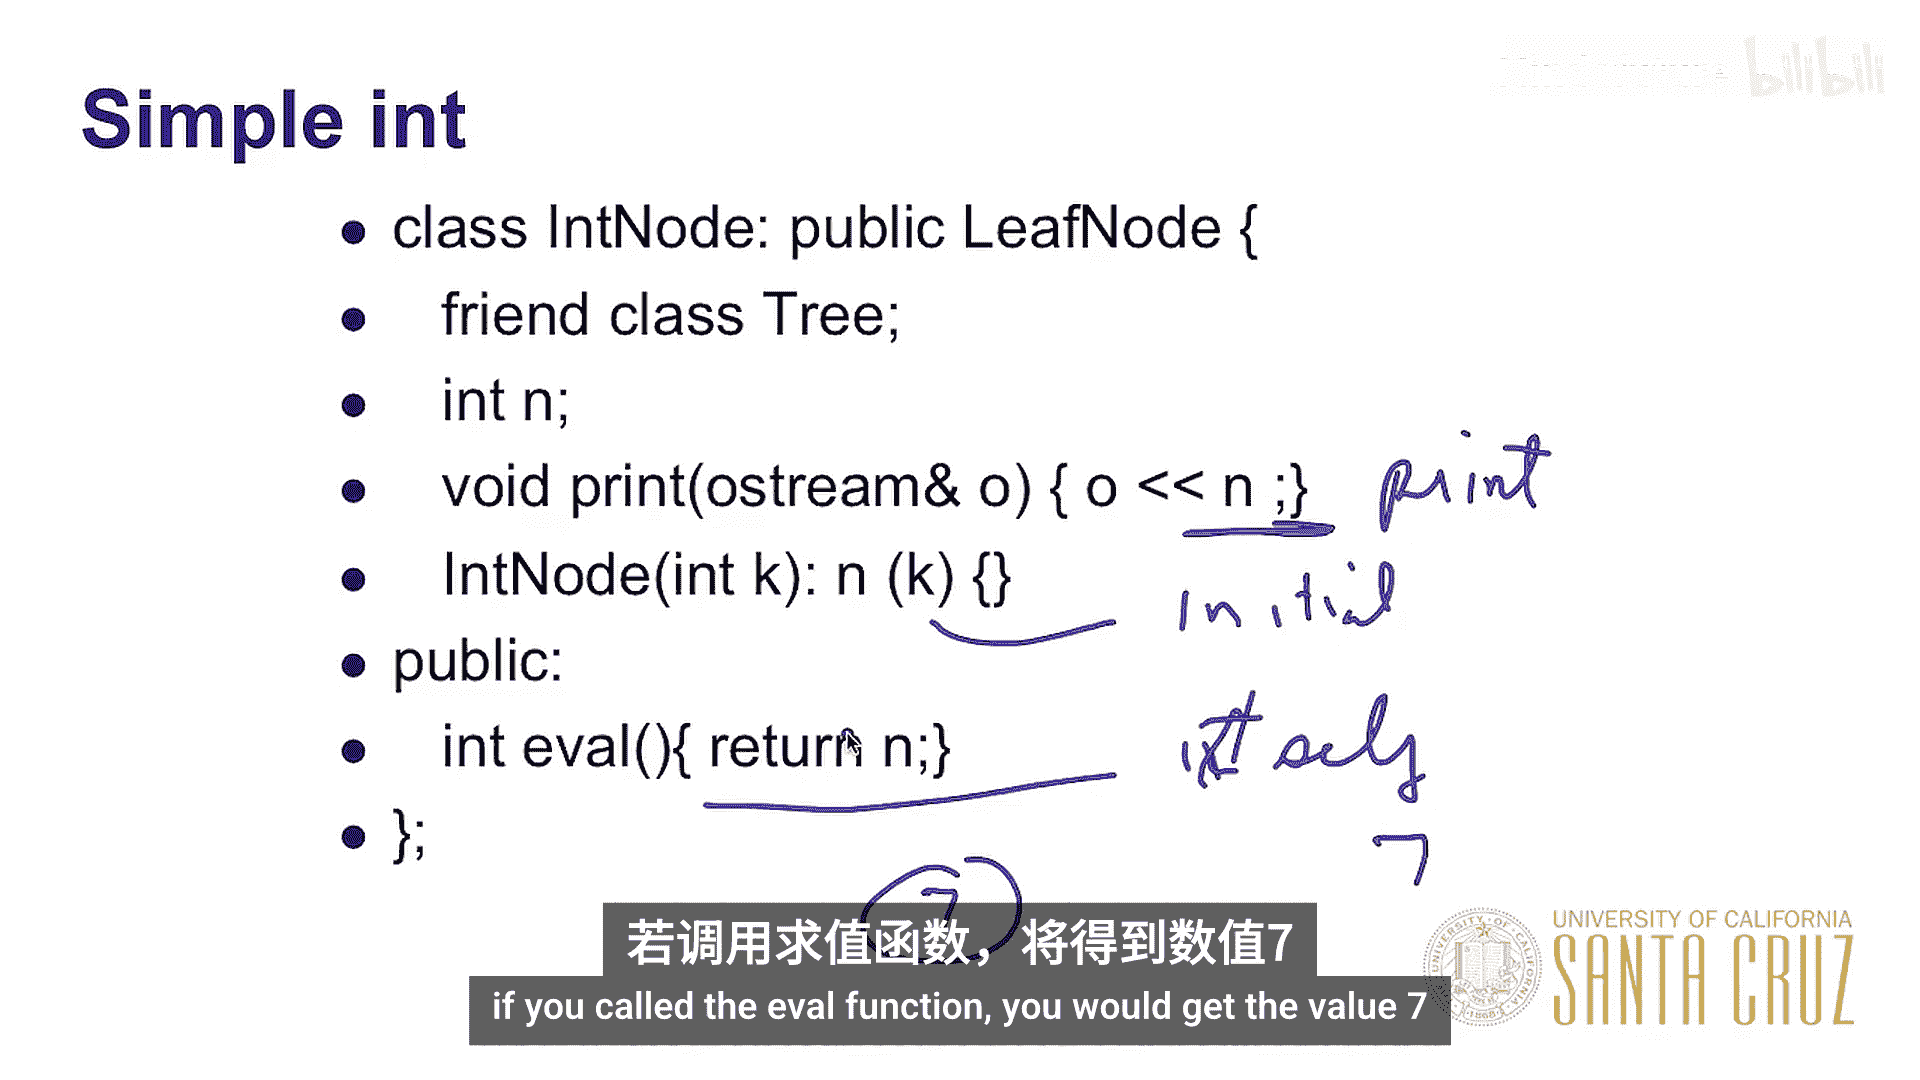 bilibili
Simple int
• class IntNode: public LeafNode {
• friend class Tree;
• int n;
• void print(ostream& o) { o << n ;} print
• IntNode(int k): n (k) {}
initial
• public:
• int eval(){ return n;} itself
• };
7
7
若调用求值函数，将得到数值7
if you called the eval function, you would get the value 7
UNIVERSITY OF CALIFORNIA
SANTA CRUZ